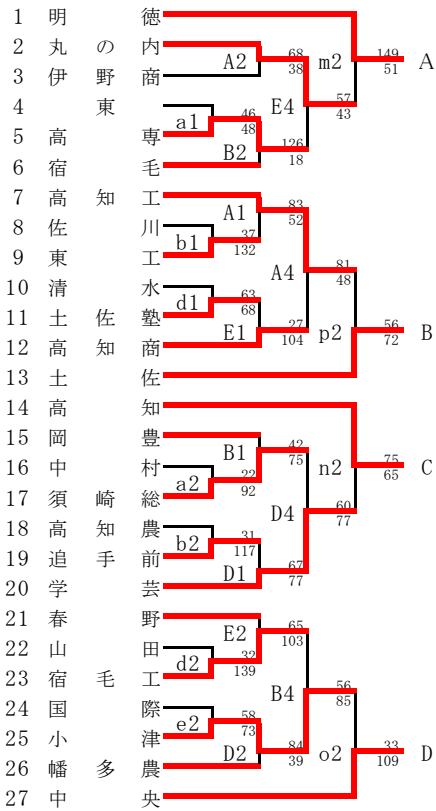 1 明 徳
2 丸 の 内
3 伊 野 商
4 東
5 高 専
6 宿 毛
7 高 知 工
8 佐 川
9 東 工
10 清 水
11 土 佐 塾
12 高 知 商
13 土 佐
14 高 知
15 岡 豊
16 中 村
17 須 崎 総
18 高 知 農
19 追 手 前
20 学 芸
21 春 野
22 山 田
23 宿 毛 工
24 国 際
25 小 津
26 幡 多 農
27 中 央
a1 46 48
b1 37 132
d1 63 68
a2 22 92
b2 31 117
d2 32 139
e2 58 73
A2 68 38
B2 126 18
A1 83 52
E1 27 104
B1 42 75
D1 67 77
E2 65 103
D2 84 39
E4 57 43
A4 81 48
D4 60 77
B4 56 85
m2 149 51 A
p2 56 72 B
n2 75 65 C
o2 33 109 D